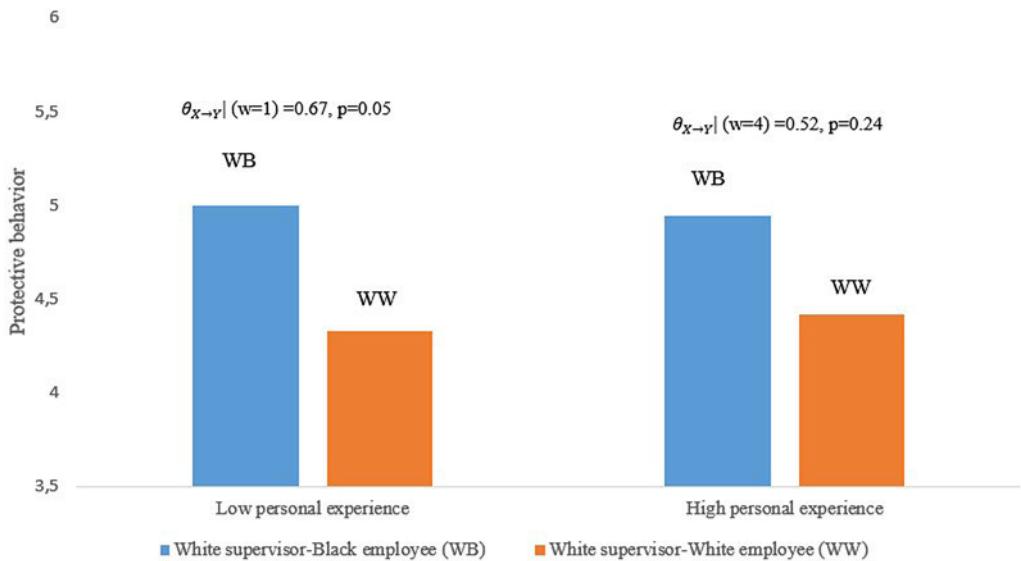 6
5,5
5
4,5
4
3,5
Protective behavior
θX→Y| (w=1) =0.67, p=0.05
θX→Y| (w=4) =0.52, p=0.24
WB
WW
WB
WW
Low personal experience
High personal experience
White supervisor-Black employee (WB)
White supervisor-White employee (WW)